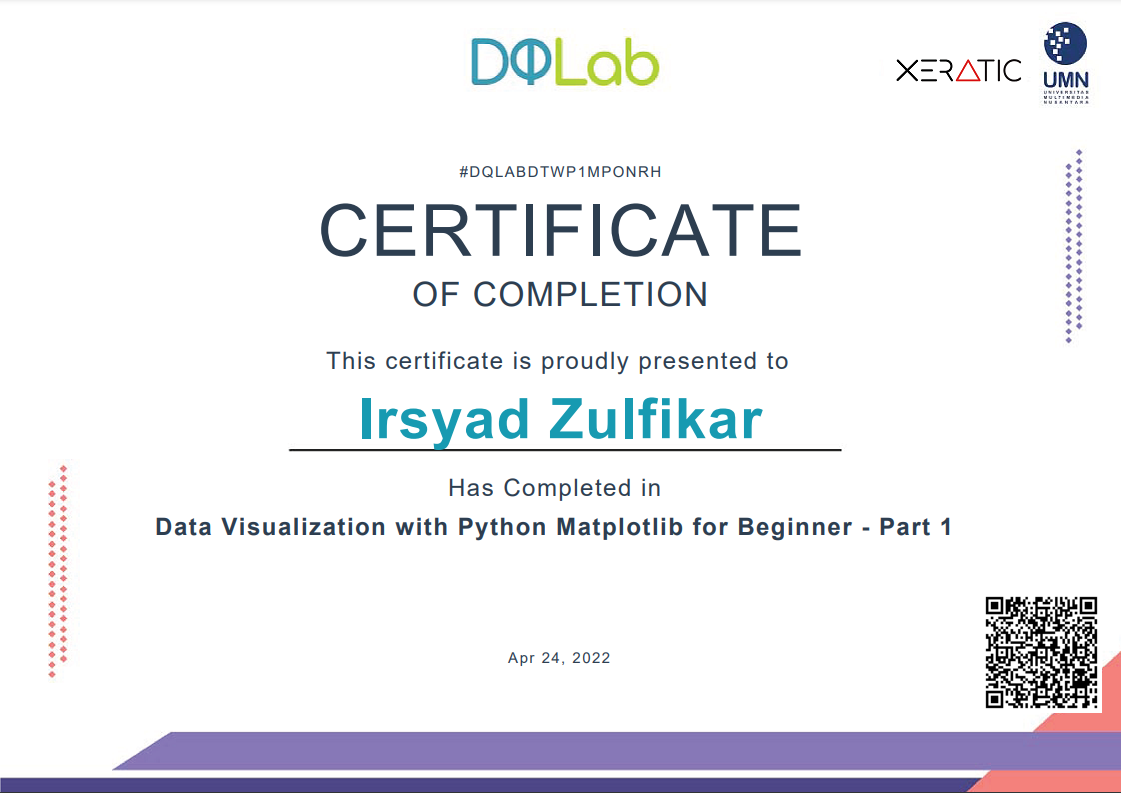 DQLab
XERATIC
UMN
UNIVERSITAS
MULTIMEDIA
NUSANTARA
#DQLABDTWP1MPONRH
CERTIFICATE
OF COMPLETION
This certificate is proudly presented to
Irsyad Zulfikar
Has Completed in
Data Visualization with Python Matplotlib for Beginner - Part 1
Apr 24, 2022